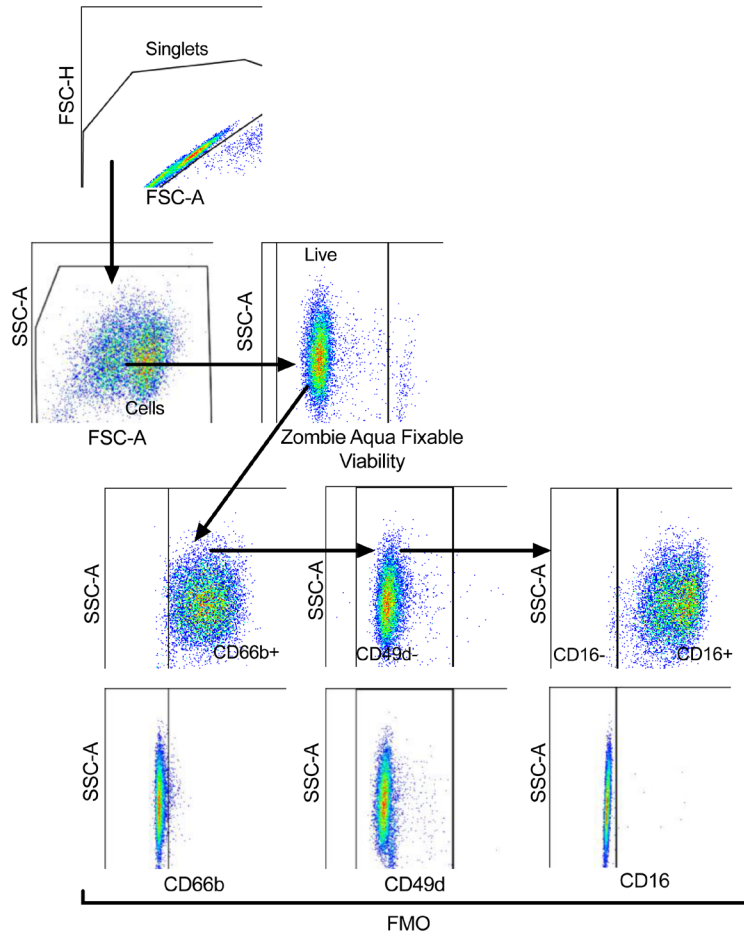 Singlets
FSC-H
FSC-A
SSC-A
Cells
FSC-A
Live
SSC-A
Zombie Aqua Fixable
Viability
SSC-A
CD66b+
SSC-A
CD49d-
SSC-A
CD16-
CD16+
SSC-A
CD66b
SSC-A
CD49d
SSC-A
CD16
FMO